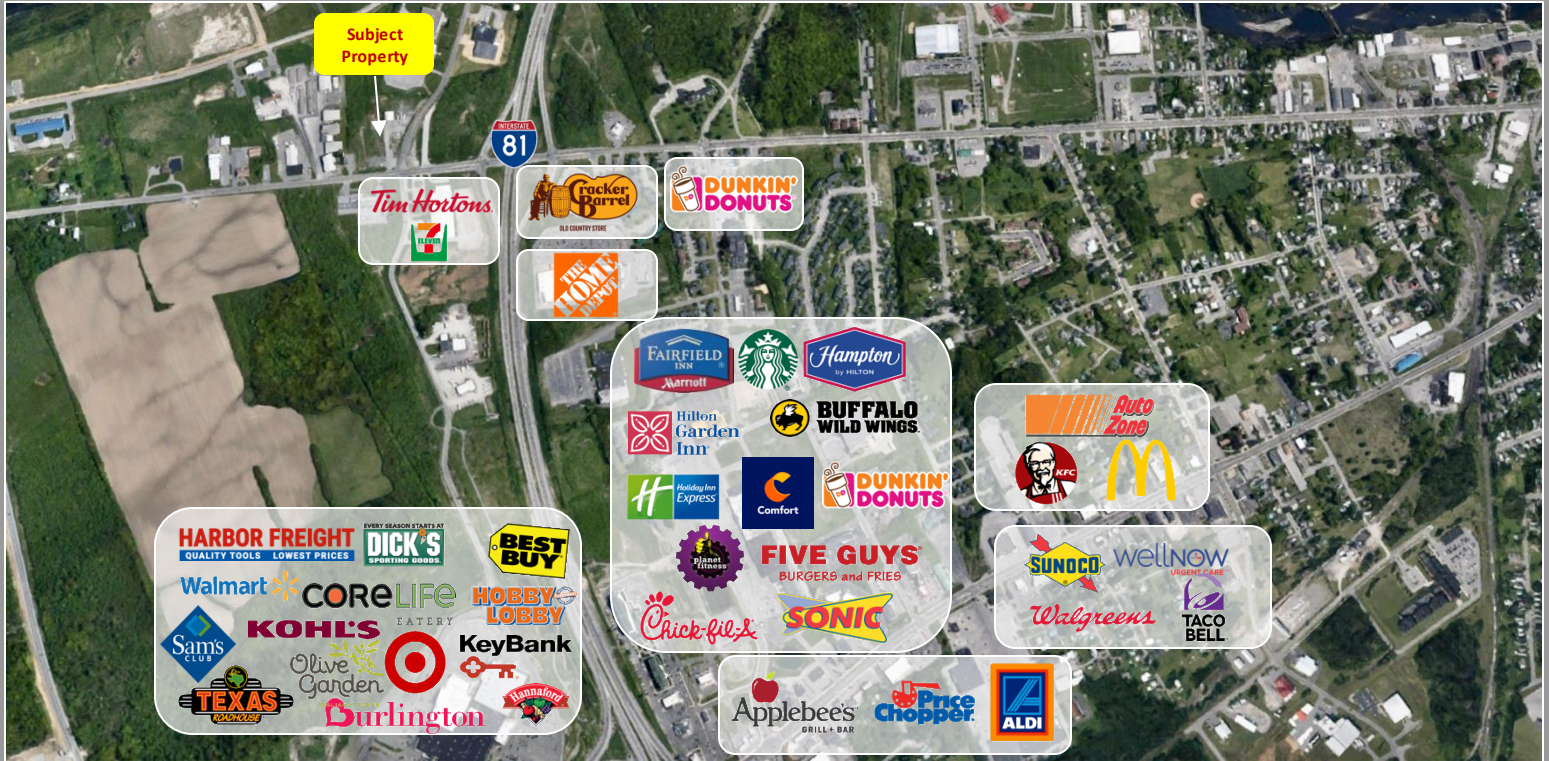 Subject
Property
INTERSTATE
81
Tim Hortons
7
ELEVEN
Cracker
Barrel
OLD COUNTRY STORE
DUNKIN'
DONUTS
THE
HOME
DEPOT
FAIRFIELD
INN
Marriott
Hampton
by HILTON
Hilton
Garden
Inn
BUFFALO
WILD WINGS
H Holiday Inn
Express
Comfort
DUNKIN'
DONUTS
planet
fitness
FIVE GUYS
BURGERS and FRIES
Chick-fil-A
SONIC
Auto
Zone
KFC
SUNOCO
wellNOW
URGENT CARE
Walgreens
TACO
BELL
HARBOR FREIGHT
QUALITY TOOLS LOWEST PRICES
EVERY SEASON STARTS AT
DICK'S
SPORTING GOODS
BEST
BUY
Walmart
CORELIFE
EATERY
HOBBY
LOBBY
Sam's
CLUB
KOHL'S
Olive
Garden
KeyBank
TEXAS
ROADHOUSE
Burlington
Hannaford
Applebee's
GRILL + BAR
Price
Chopper
ALDI